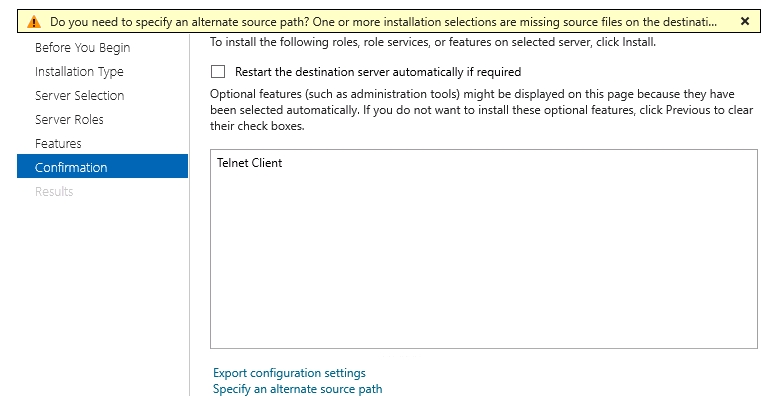 Do you need to specify an alternate source path? One or more installation selections are missing source files on the destinati...
Before You Begin
Installation Type
Server Selection
Server Roles
Features
Confirmation
Results
To install the following roles, role services, or features on selected server, click Install.
Restart the destination server automatically if required
Optional features (such as administration tools) might be displayed on this page because they have
been selected automatically. If you do not want to install these optional features, click Previous to clear
their check boxes.
Telnet Client
Export configuration settings
Specify an alternate source path